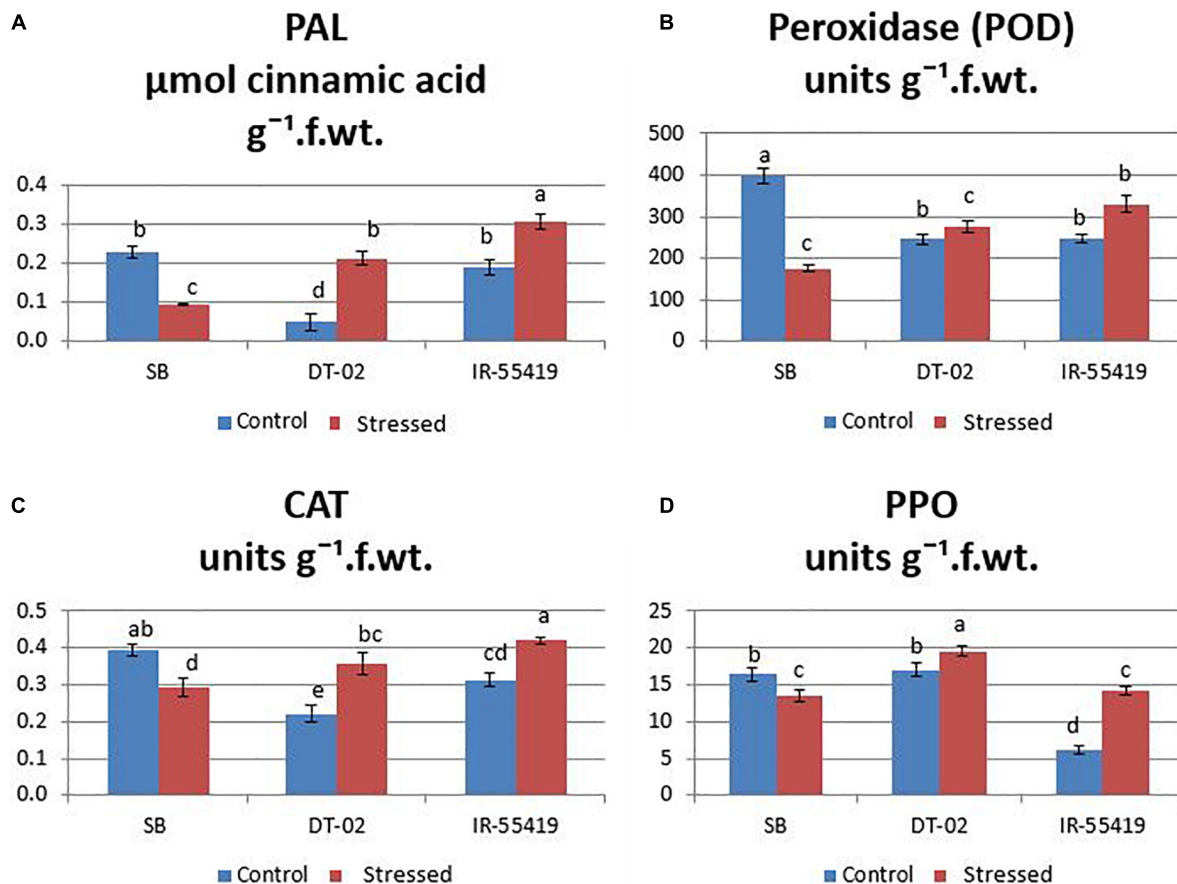 A
PAL
µmol cinnamic acid
g⁻¹.f.wt.
0.4
0.3
0.2
0.1
0.0
b
c
d
b
b
a
SB DT-02 IR-55419
Control Stressed
B
Peroxidase (POD)
units g⁻¹.f.wt.
500
400
300
200
100
0
a
c
b
c
b
b
SB DT-02 IR-55419
Control Stressed
C
CAT
units g⁻¹.f.wt.
0.5
0.4
0.3
0.2
0.1
0.0
ab
d
e
bc
cd
a
SB DT-02 IR-55419
Control Stressed
D
PPO
units g⁻¹.f.wt.
25
20
15
10
5
0
b
c
b
a
d
c
SB DT-02 IR-55419
Control Stressed